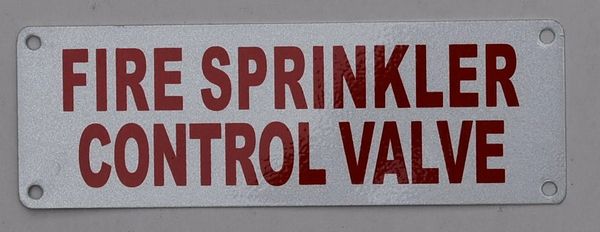 FIRE SPRINKLER
CONTROL VALVE